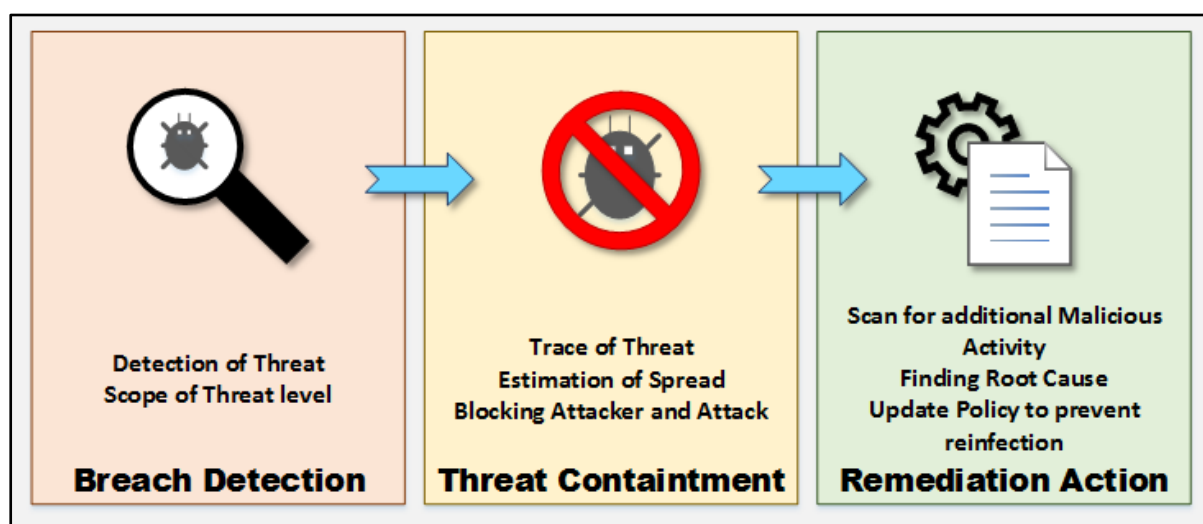 Detection of Threat
Scope of Threat level
Breach Detection
Trace of Threat
Estimation of Spread
Blocking Attacker and Attack
Threat Containtment
Scan for additional Malicious
Activity
Finding Root Cause
Update Policy to prevent
reinfection
Remediation Action